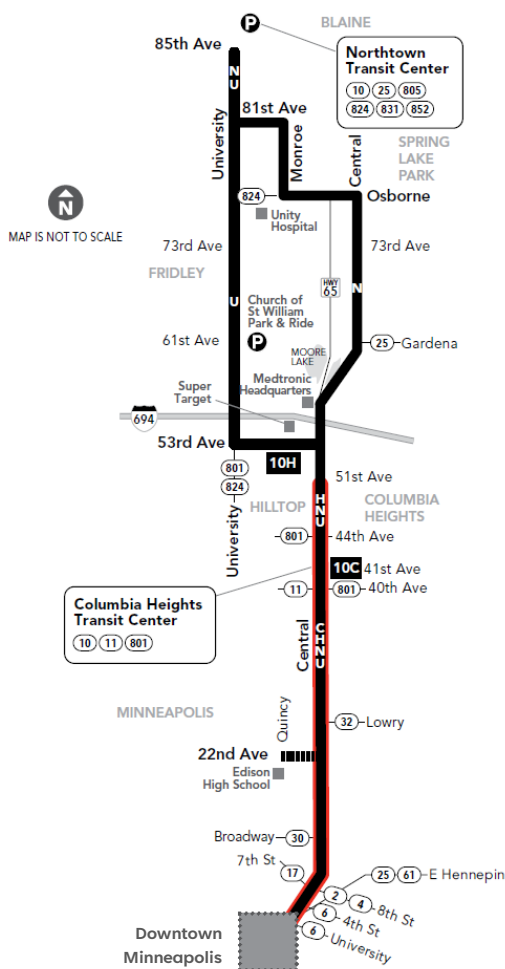 P
BLAINE
85th Ave
Northtown
Transit Center
10 25 805
824 831 852
NU
81st Ave
University
Monroe
Central
SPRING
LAKE
PARK
N
MAP IS NOT TO SCALE
824
Osborne
Unity
Hospital
73rd Ave
73rd Ave
FRIDLEY
HWY
65
U
N
Church of
St William
Park & Ride
61st Ave
P
MOORE
LAKE
25 Gardena
Super
Target
Medtronic
Headquarters
694
53rd Ave
10H
801
824
University
51st Ave
HILLTOP
HNU
COLUMBIA
HEIGHTS
801
44th Ave
10C 41st Ave
11
801 40th Ave
Columbia Heights
Transit Center
10 11 801
Central
CHNU
MINNEAPOLIS
Quincy
32 Lowry
22nd Ave
Edison
High School
Broadway 30
7th St
17
25 61 E Hennepin
2 4 8th St
6 4th St
6 University
Downtown
Minneapolis